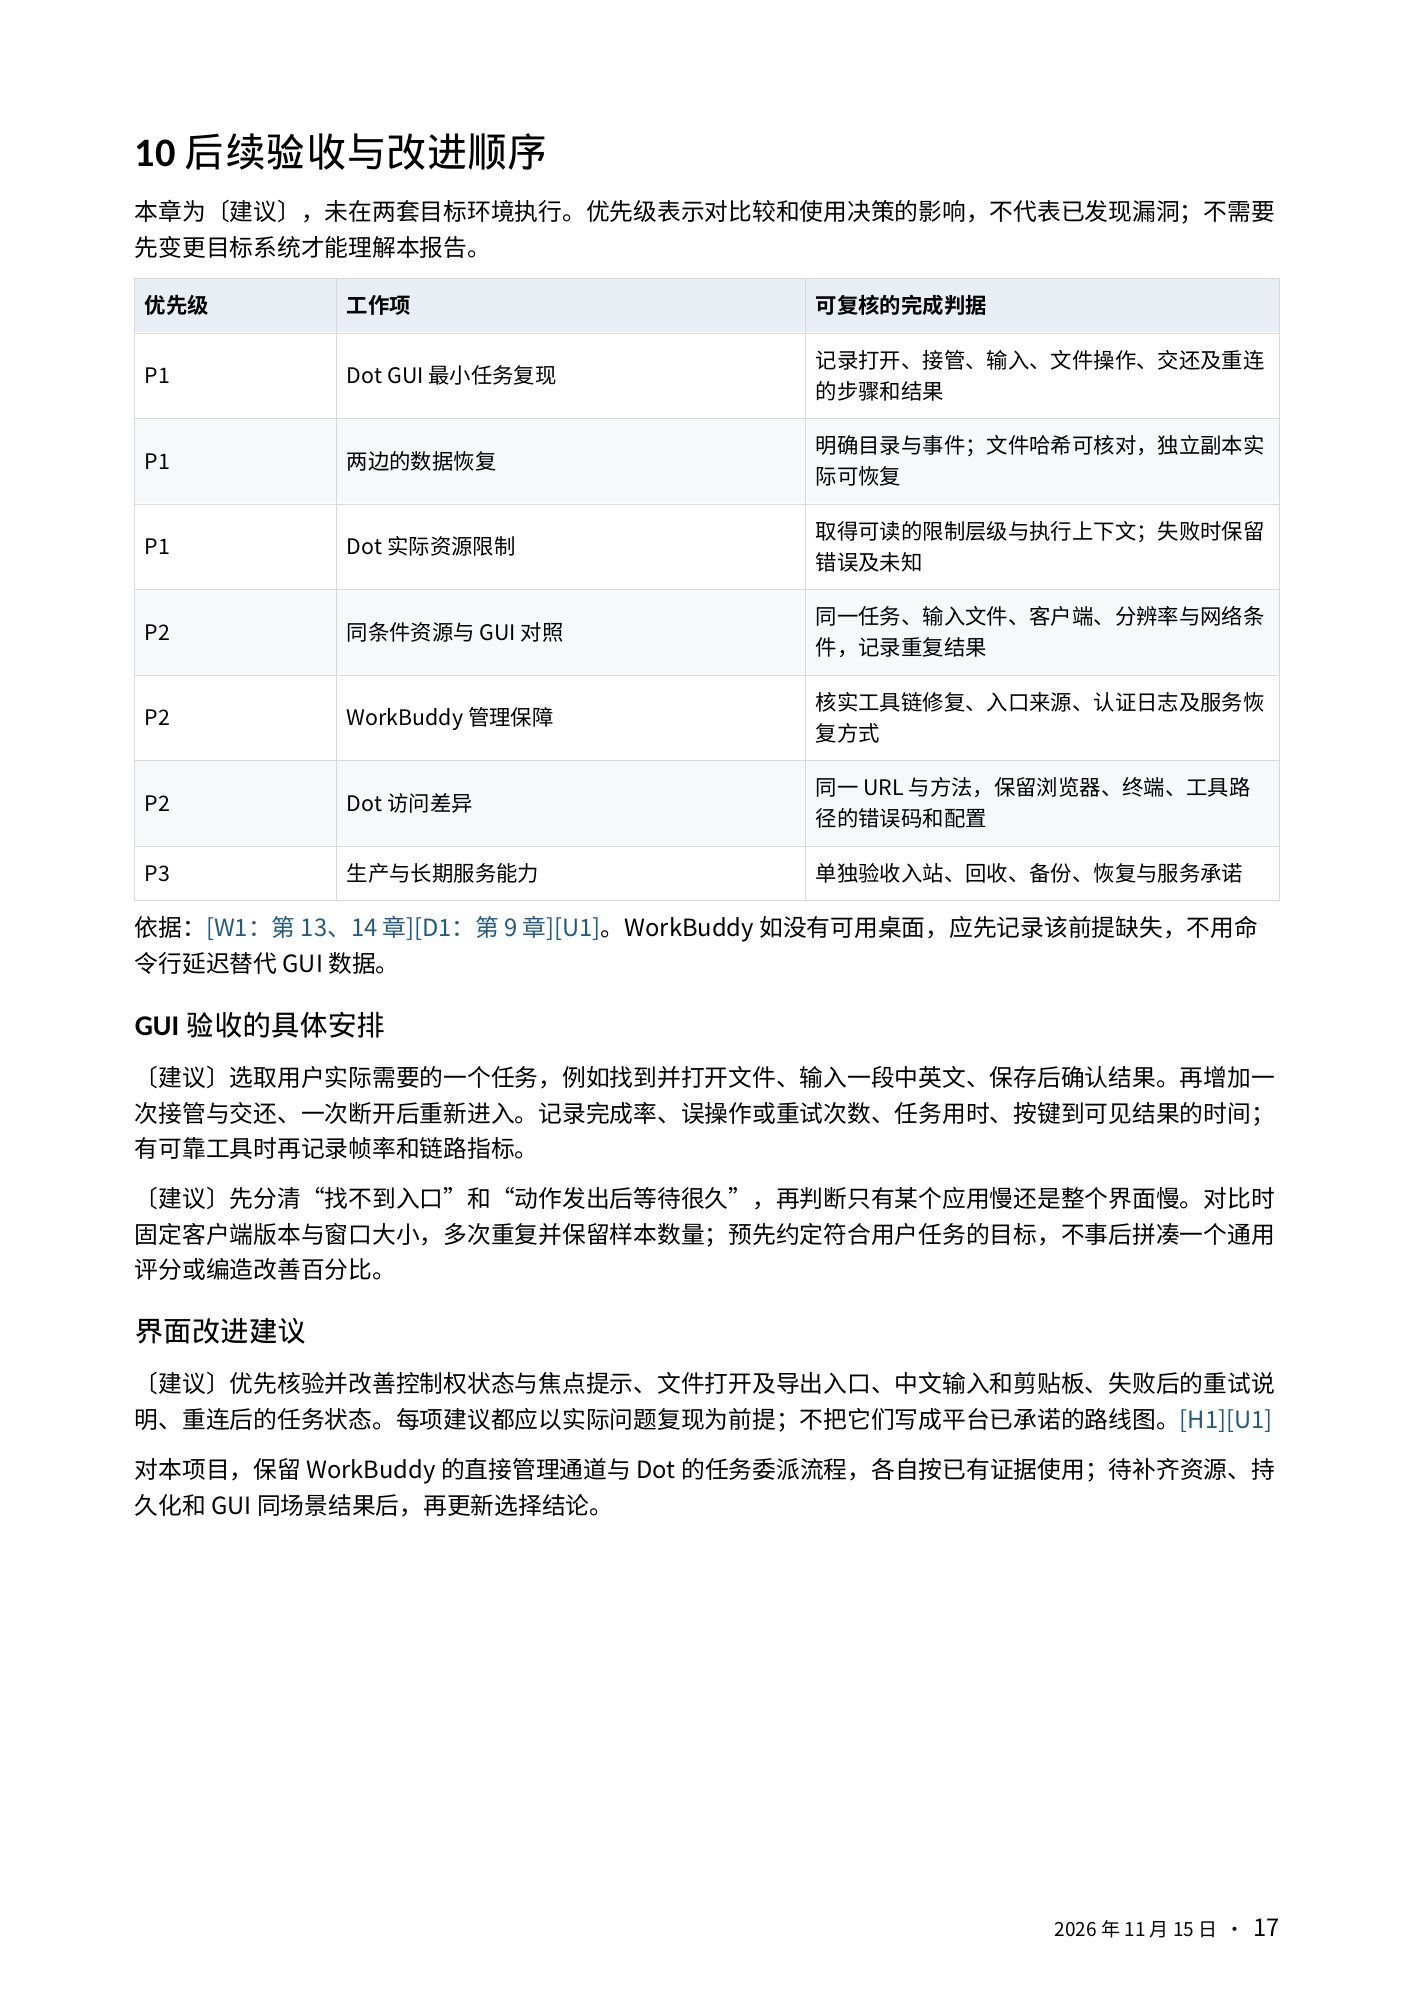 10 后续验收与改进顺序
本章为〔建议〕，未在两套目标环境执行。优先级表示对比较和使用决策的影响，不代表已发现漏洞；不需要
先变更目标系统才能理解本报告。
优先级 工作项 可复核的完成判据
P1 Dot GUI 最小任务复现 记录打开、接管、输入、文件操作、交还及重连
的步骤和结果
P1 两边的数据恢复 明确目录与事件；文件哈希可核对，独立副本实
际可恢复
P1 Dot 实际资源限制 取得可读的限制层级与执行上下文；失败时保留
错误及未知
P2 同条件资源与 GUI 对照 同一任务、输入文件、客户端、分辨率与网络条
件，记录重复结果
P2 WorkBuddy 管理保障 核实工具链修复、入口来源、认证日志及服务恢
复方式
P2 Dot 访问差异 同一 URL 与方法，保留浏览器、终端、工具路
径的错误码和配置
P3 生产与长期服务能力 单独验收入站、回收、备份、恢复与服务承诺
依据：[W1：第 13、14 章][D1：第 9 章][U1]。WorkBuddy 如没有可用桌面，应先记录该前提缺失，不用命
令行延迟替代 GUI 数据。
GUI 验收的具体安排
〔建议〕选取用户实际需要的一个任务，例如找到并打开文件、输入一段中英文、保存后确认结果。再增加一
次接管与交还、一次断开后重新进入。记录完成率、误操作或重试次数、任务用时、按键到可见结果的时间；
有可靠工具时再记录帧率和链路指标。
〔建议〕先分清“找不到入口”和“动作发出后等待很久”，再判断只有某个应用慢还是整个界面慢。对比时
固定客户端版本与窗口大小，多次重复并保留样本数量；预先约定符合用户任务的目标，不事后拼凑一个通用
评分或编造改善百分比。
界面改进建议
〔建议〕优先核验并改善控制权状态与焦点提示、文件打开及导出入口、中文输入和剪贴板、失败后的重试说
明、重连后的任务状态。每项建议都应以实际问题复现为前提；不把它们写成平台已承诺的路线图。[H1][U1]
对本项目，保留 WorkBuddy 的直接管理通道与 Dot 的任务委派流程，各自按已有证据使用；待补齐资源、持
久化和 GUI 同场景结果后，再更新选择结论。
2026 年 11 月 15 日 · 17